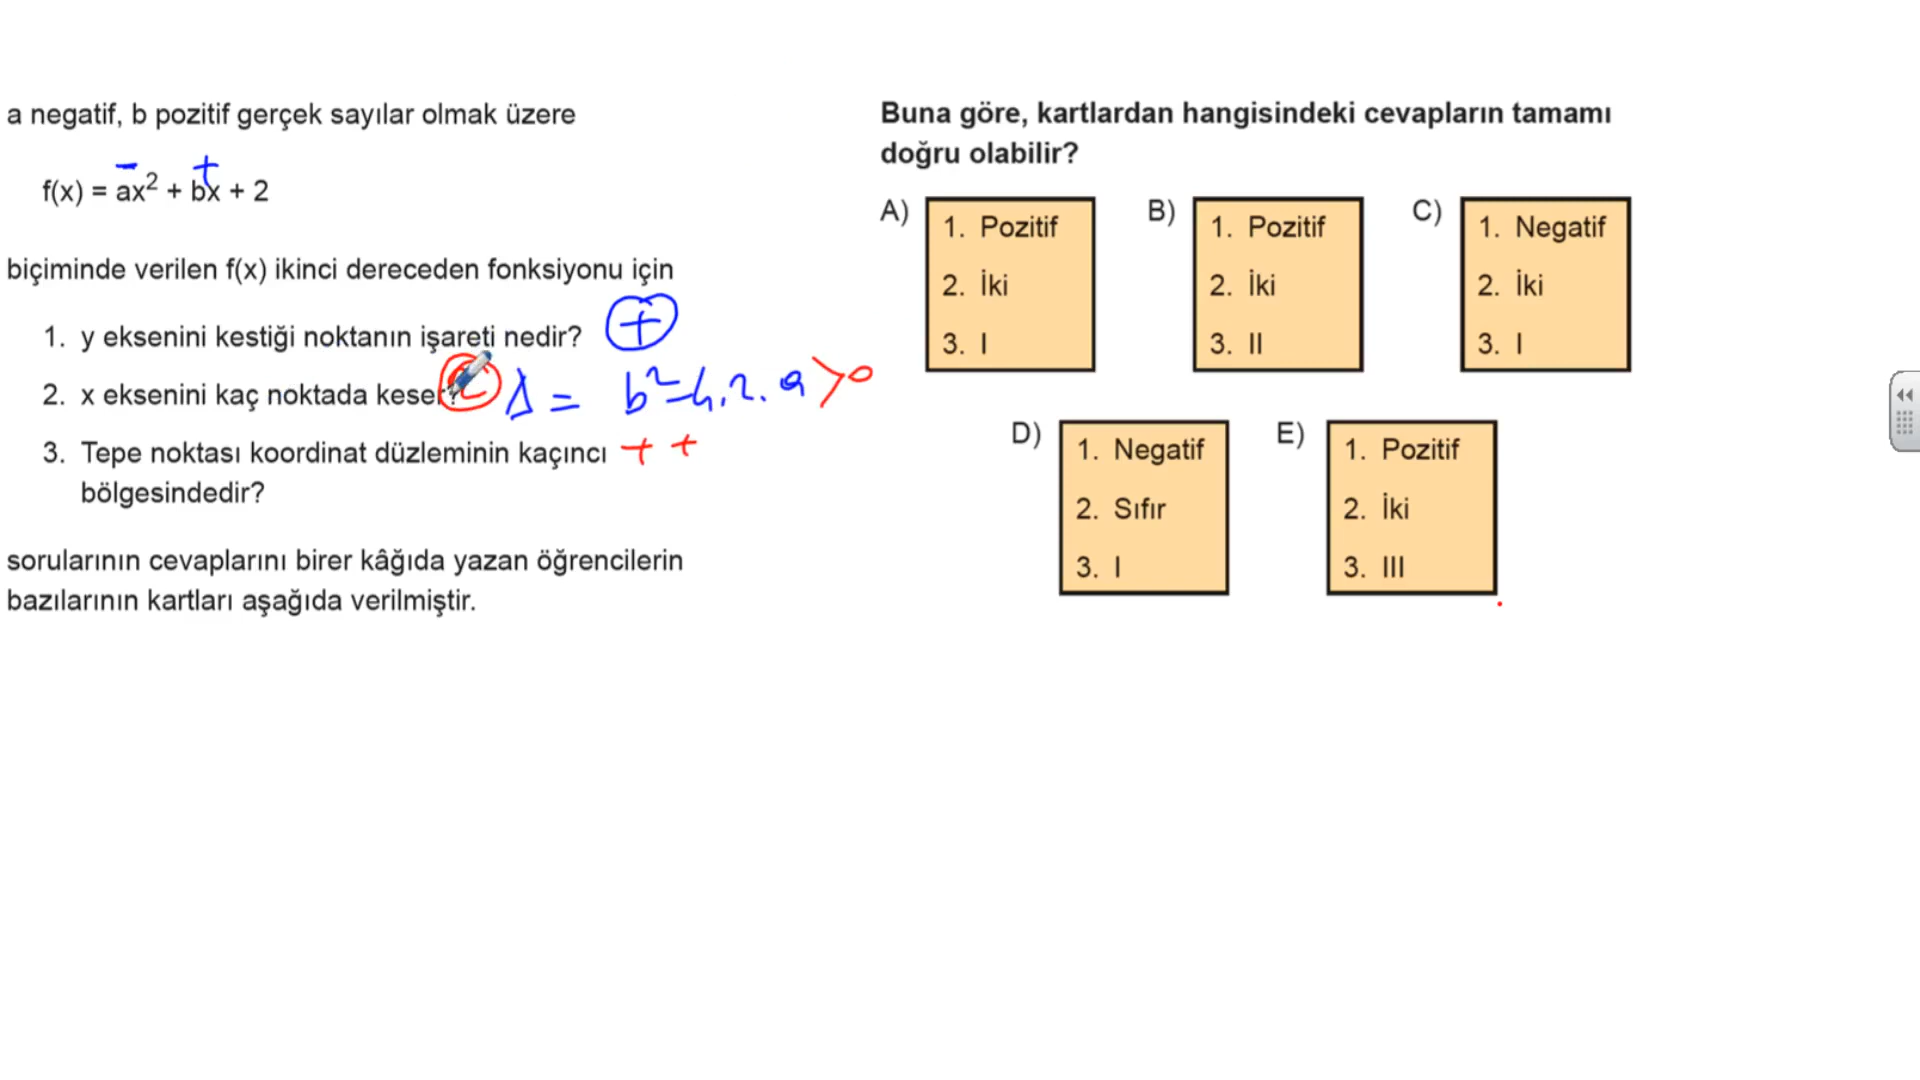 a negatif, b pozitif gerçek sayılar olmak üzere
− +
f(x) = ax² + bx + 2
biçiminde verilen f(x) ikinci dereceden fonksiyonu için
1. y eksenini kestiği noktanın işareti nedir? +
2. x eksenini kaç noktada keser? 2 Δ = b²-4.2.a >0
3. Tepe noktası koordinat düzleminin kaçıncı + +
bölgesindedir?
sorularının cevaplarını birer kâğıda yazan öğrencilerin
bazılarının kartları aşağıda verilmiştir.
Buna göre, kartlardan hangisindeki cevapların tamamı
doğru olabilir?
A)
1. Pozitif
2. İki
3. I
B)
1. Pozitif
2. İki
3. II
C)
1. Negatif
2. İki
3. I
D)
1. Negatif
2. Sıfır
3. I
E)
1. Pozitif
2. İki
3. III